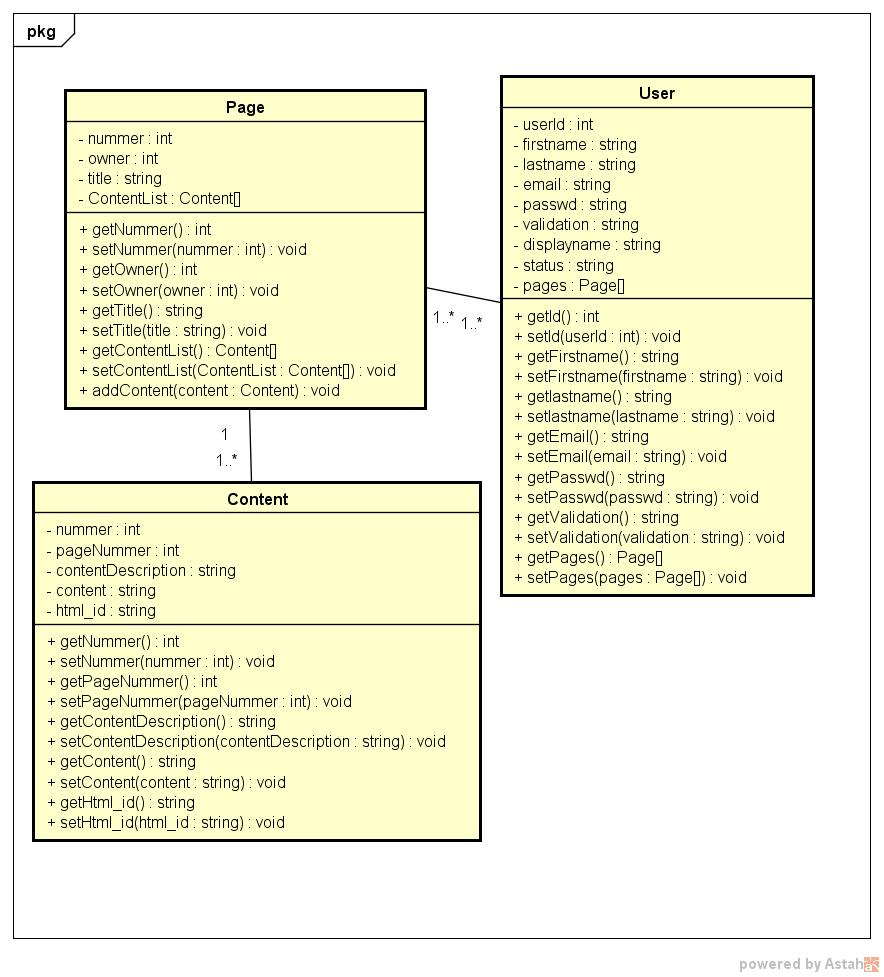 pkg
Page
- nummer : int
- owner : int
- title : string
- ContentList : Content[]
+ getNummer() : int
+ setNummer(nummer : int) : void
+ getOwner() : int
+ setOwner(owner : int) : void
+ getTitle() : string
+ setTitle(title : string) : void
+ getContentList() : Content[]
+ setContentList(ContentList : Content[]) : void
+ addContent(content : Content) : void
User
- userId : int
- firstname : string
- lastname : string
- email : string
- passwd : string
- validation : string
- displayname : string
- status : string
- pages : Page[]
+ getId() : int
+ setId(userId : int) : void
+ getFirstname() : string
+ setFirstname(firstname : string) : void
+ getlastname() : string
+ setlastname(lastname : string) : void
+ getEmail() : string
+ setEmail(email : string) : void
+ getPasswd() : string
+ setPasswd(passwd : string) : void
+ getValidation() : string
+ setValidation(validation : string) : void
+ getPages() : Page[]
+ setPages(pages : Page[]) : void
1..* 1..*
1
1..*
Content
- nummer : int
- pageNummer : int
- contentDescription : string
- content : string
- html_id : string
+ getNummer() : int
+ setNummer(nummer : int) : void
+ getPageNummer() : int
+ setPageNummer(pageNummer : int) : void
+ getContentDescription() : string
+ setContentDescription(contentDescription : string) : void
+ getContent() : string
+ setContent(content : string) : void
+ getHtml_id() : string
+ setHtml_id(html_id : string) : void
powered by Astah